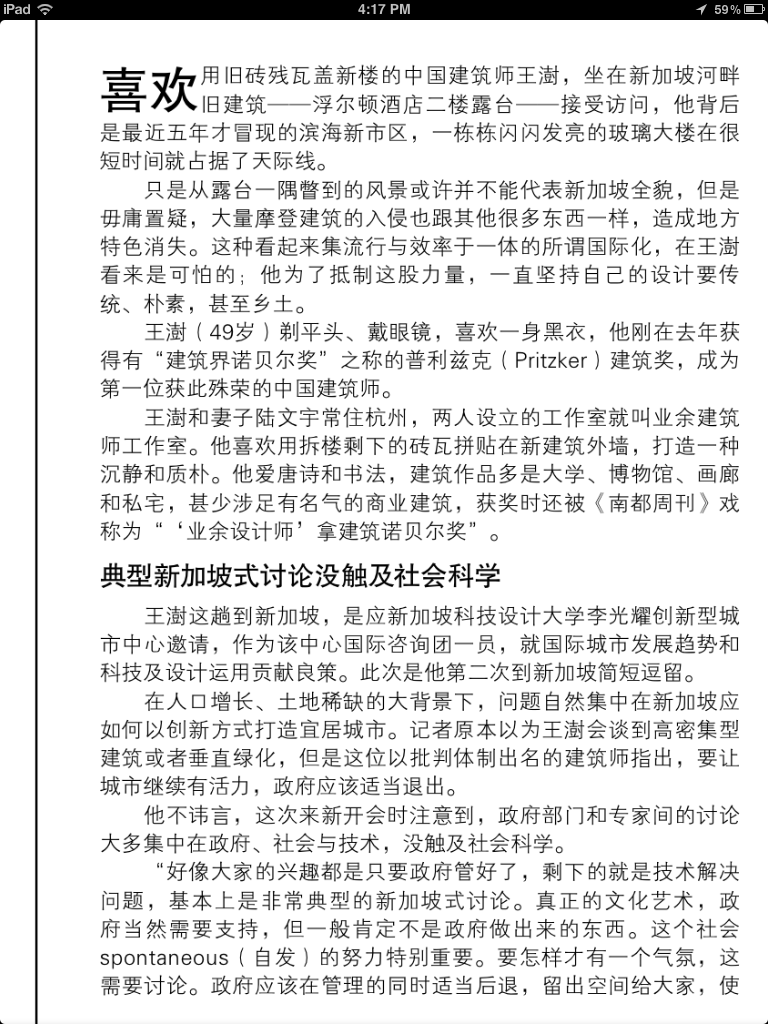 iPad 4:17 PM 59%
喜欢用旧砖残瓦盖新楼的中国建筑师王澍，坐在新加坡河畔
旧建筑——浮尔顿酒店二楼露台——接受访问，他背后
是最近五年才冒现的滨海新市区，一栋栋闪闪发亮的玻璃大楼在很
短时间就占据了天际线。
只是从露台一隅瞥到的风景或许并不能代表新加坡全貌，但是
毋庸置疑，大量摩登建筑的入侵也跟其他很多东西一样，造成地方
特色消失。这种看起来集流行与效率于一体的所谓国际化，在王澍
看来是可怕的；他为了抵制这股力量，一直坚持自己的设计要传
统、朴素，甚至乡土。
王澍（49岁）剃平头、戴眼镜，喜欢一身黑衣，他刚在去年获
得有“建筑界诺贝尔奖”之称的普利兹克（Pritzker）建筑奖，成为
第一位获此殊荣的中国建筑师。
王澍和妻子陆文宇常住杭州，两人设立的工作室就叫业余建筑
师工作室。他喜欢用拆楼剩下的砖瓦拼贴在新建筑外墙，打造一种
沉静和质朴。他爱唐诗和书法，建筑作品多是大学、博物馆、画廊
和私宅，甚少涉足有名气的商业建筑，获奖时还被《南都周刊》戏
称为“‘业余设计师’拿建筑诺贝尔奖”。
典型新加坡式讨论没触及社会科学
王澍这趟到新加坡，是应新加坡科技设计大学李光耀创新型城
市中心邀请，作为该中心国际咨询团一员，就国际城市发展趋势和
科技及设计运用贡献良策。此次是他第二次到新加坡简短逗留。
在人口增长、土地稀缺的大背景下，问题自然集中在新加坡应
如何以创新方式打造宜居城市。记者原本以为王澍会谈到高密集型
建筑或者垂直绿化，但是这位以批判体制出名的建筑师指出，要让
城市继续有活力，政府应该适当退出。
他不讳言，这次来新开会时注意到，政府部门和专家间的讨论
大多集中在政府、社会与技术，没触及社会科学。
“好像大家的兴趣都是只要政府管好了，剩下的就是技术解决
问题，基本上是非常典型的新加坡式讨论。真正的文化艺术，政
府当然需要支持，但一般肯定不是政府做出来的东西。这个社会
spontaneous（自发）的努力特别重要。要怎样才有一个气氛，这
需要讨论。政府应该在管理的同时适当后退，留出空间给大家，使